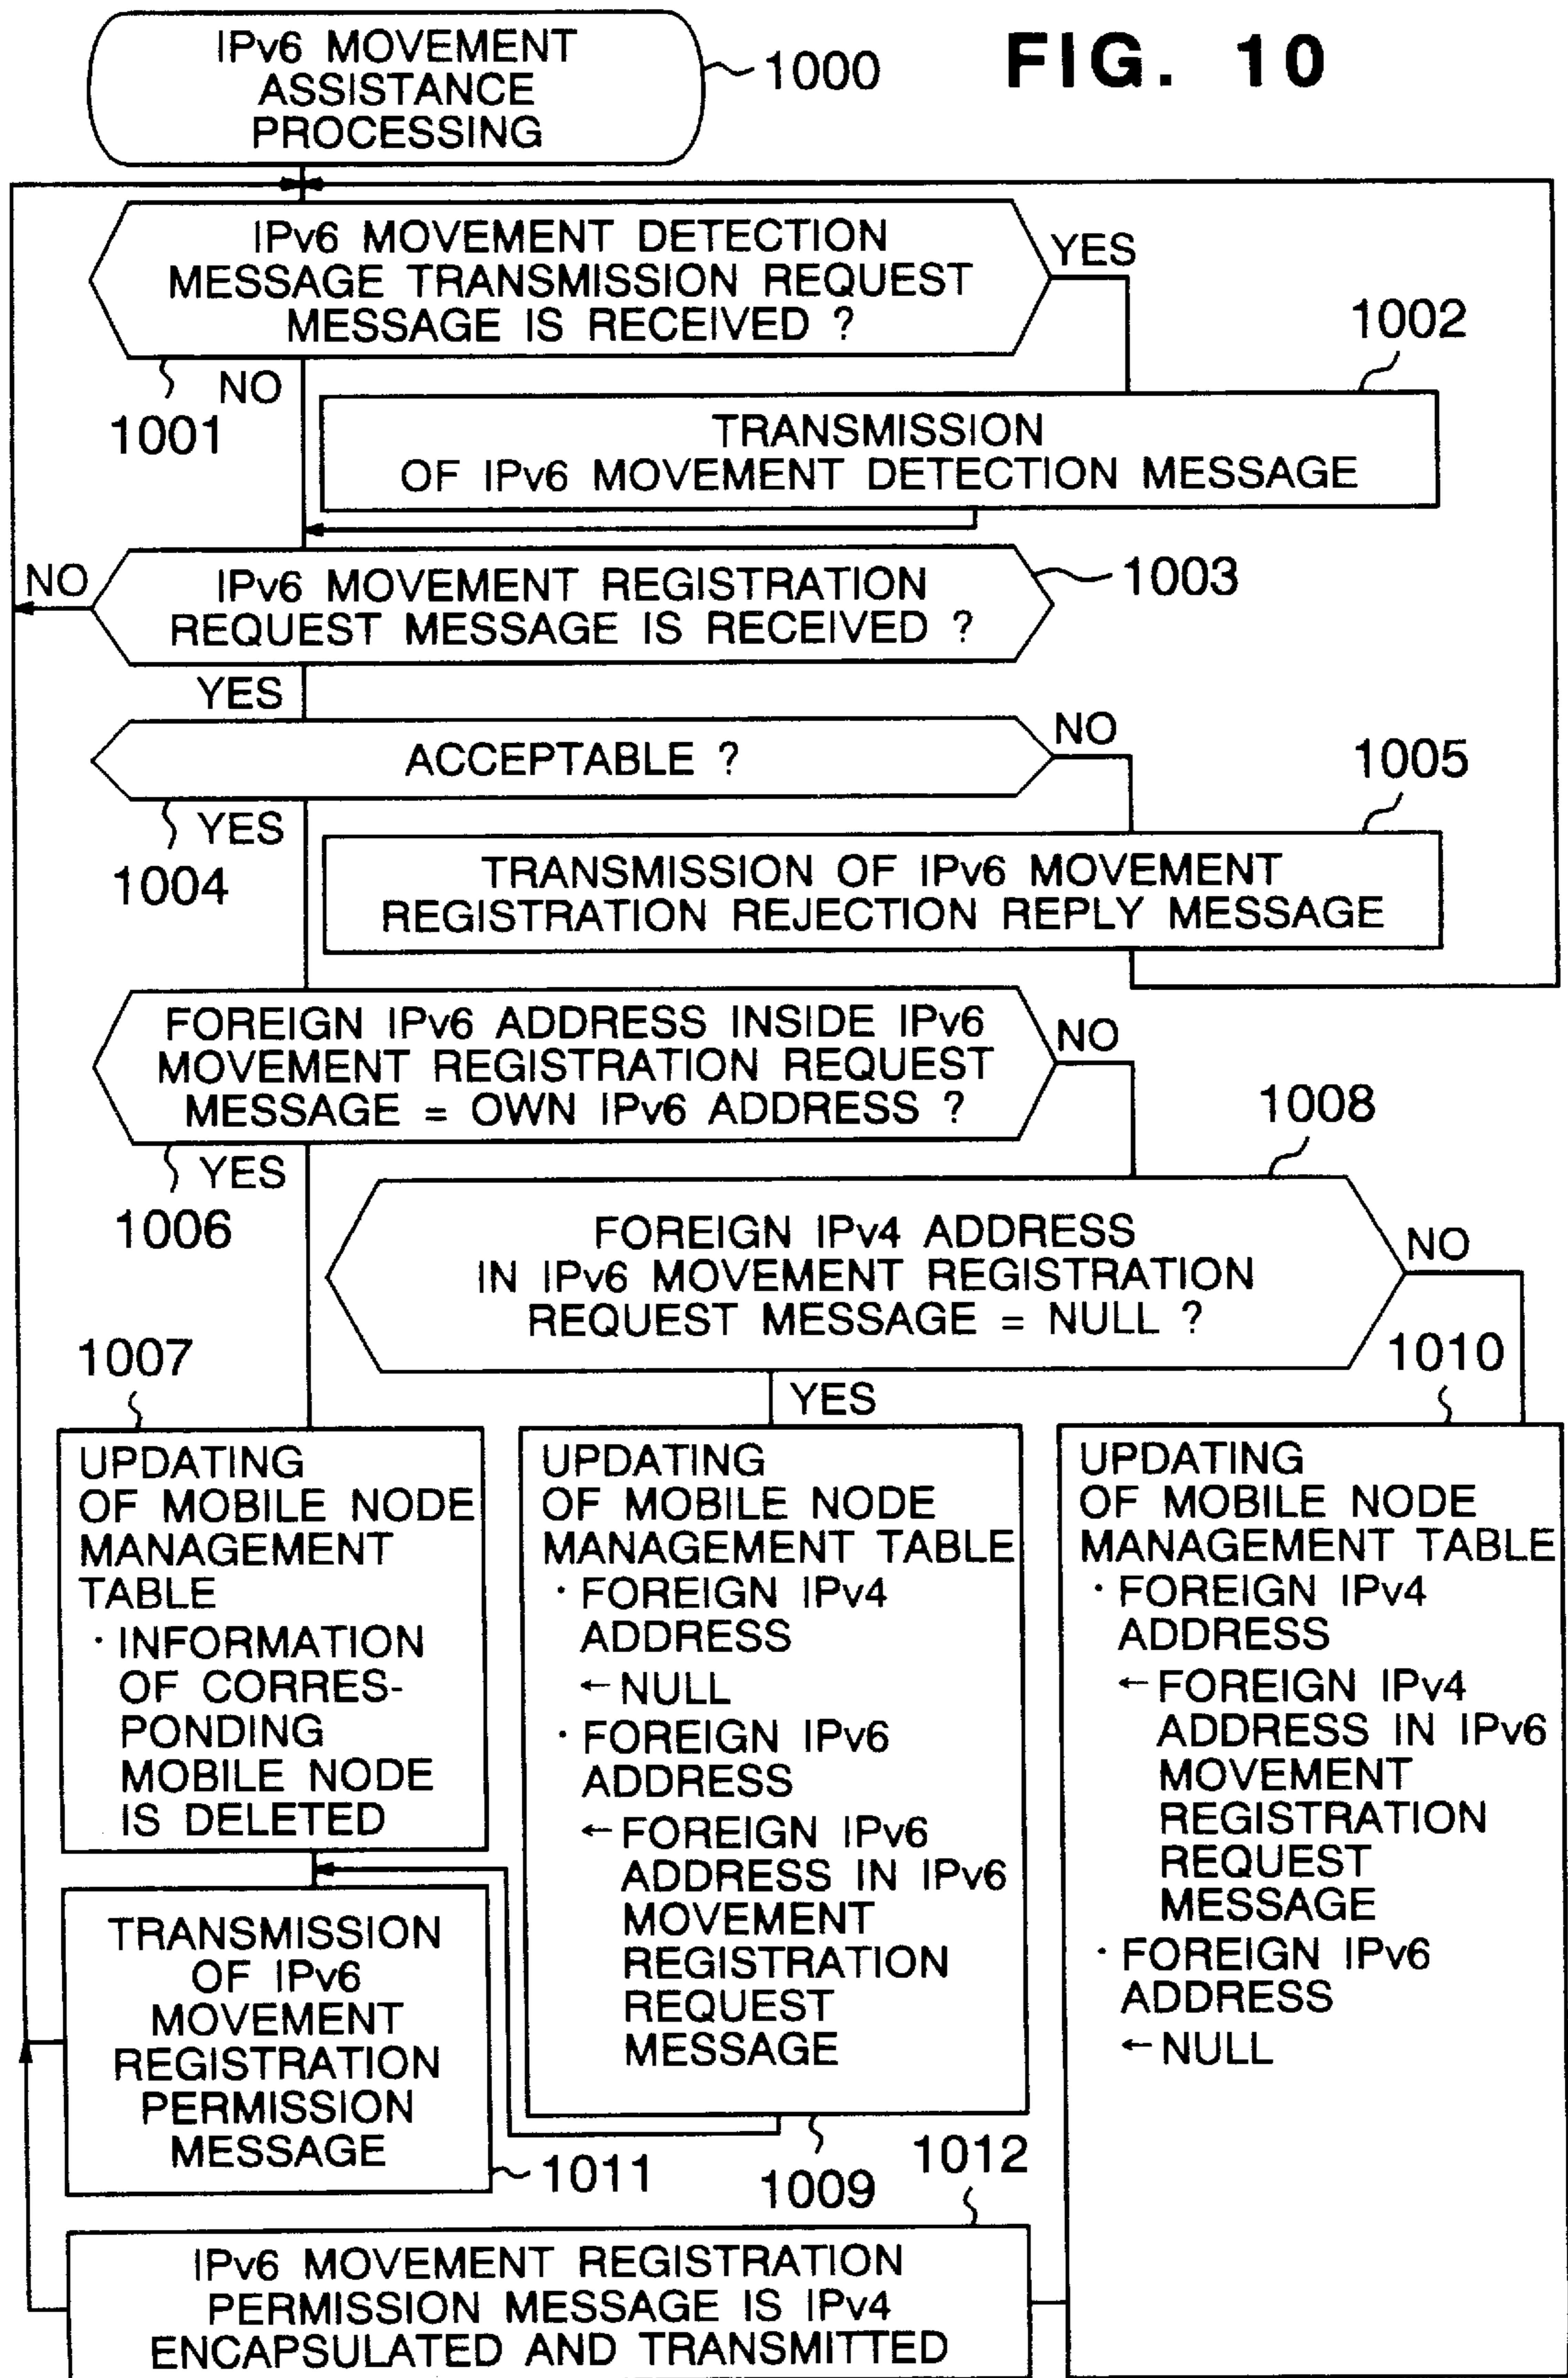 FIG. 10
IPv6 MOVEMENT
ASSISTANCE
PROCESSING
1000
IPv6 MOVEMENT DETECTION
MESSAGE TRANSMISSION REQUEST
MESSAGE IS RECEIVED ?
YES
NO
1001
1002
TRANSMISSION
OF IPv6 MOVEMENT DETECTION MESSAGE
NO
IPv6 MOVEMENT REGISTRATION
REQUEST MESSAGE IS RECEIVED ?
1003
YES
ACCEPTABLE ?
NO
YES
1004
1005
TRANSMISSION OF IPv6 MOVEMENT
REGISTRATION REJECTION REPLY MESSAGE
FOREIGN IPv6 ADDRESS INSIDE IPv6
MOVEMENT REGISTRATION REQUEST
MESSAGE = OWN IPv6 ADDRESS ?
NO
YES
1006
1008
FOREIGN IPv4 ADDRESS
IN IPv6 MOVEMENT REGISTRATION
REQUEST MESSAGE = NULL ?
NO
YES
1007
UPDATING
OF MOBILE NODE
MANAGEMENT
TABLE
· INFORMATION
OF CORRES-
PONDING
MOBILE NODE
IS DELETED
UPDATING
OF MOBILE NODE
MANAGEMENT TABLE
· FOREIGN IPv4
ADDRESS
← NULL
· FOREIGN IPv6
ADDRESS
← FOREIGN IPv6
ADDRESS IN IPv6
MOVEMENT
REGISTRATION
REQUEST
MESSAGE
1009
1010
UPDATING
OF MOBILE NODE
MANAGEMENT TABLE
· FOREIGN IPv4
ADDRESS
← FOREIGN IPv4
ADDRESS IN IPv6
MOVEMENT
REGISTRATION
REQUEST
MESSAGE
· FOREIGN IPv6
ADDRESS
← NULL
TRANSMISSION
OF IPv6
MOVEMENT
REGISTRATION
PERMISSION
MESSAGE
1011
1012
IPv6 MOVEMENT REGISTRATION
PERMISSION MESSAGE IS IPv4
ENCAPSULATED AND TRANSMITTED